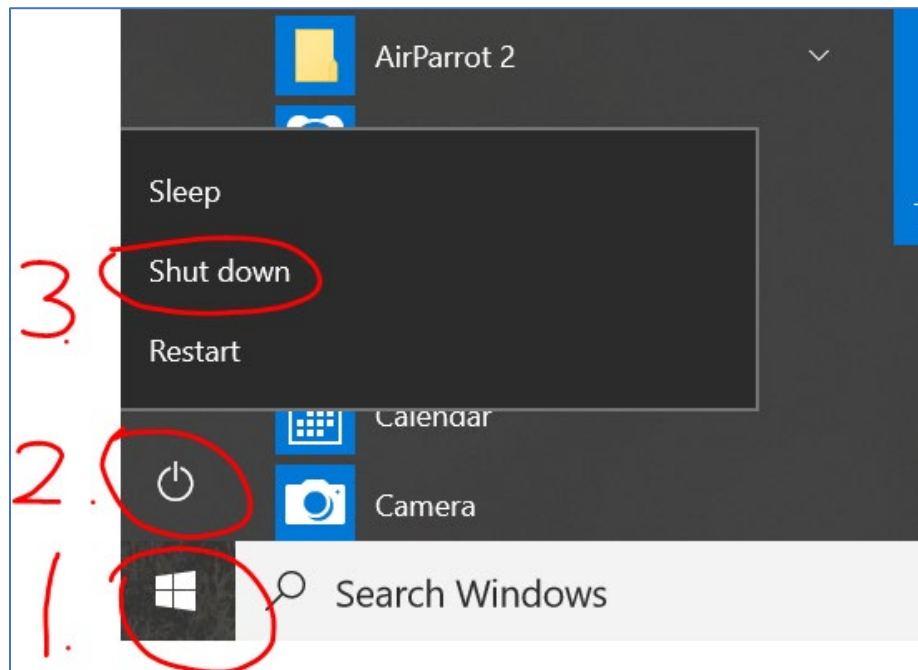 AirParrot 2
Sleep
3. Shut down
Restart
Calendar
2.
Camera
1. Search Windows